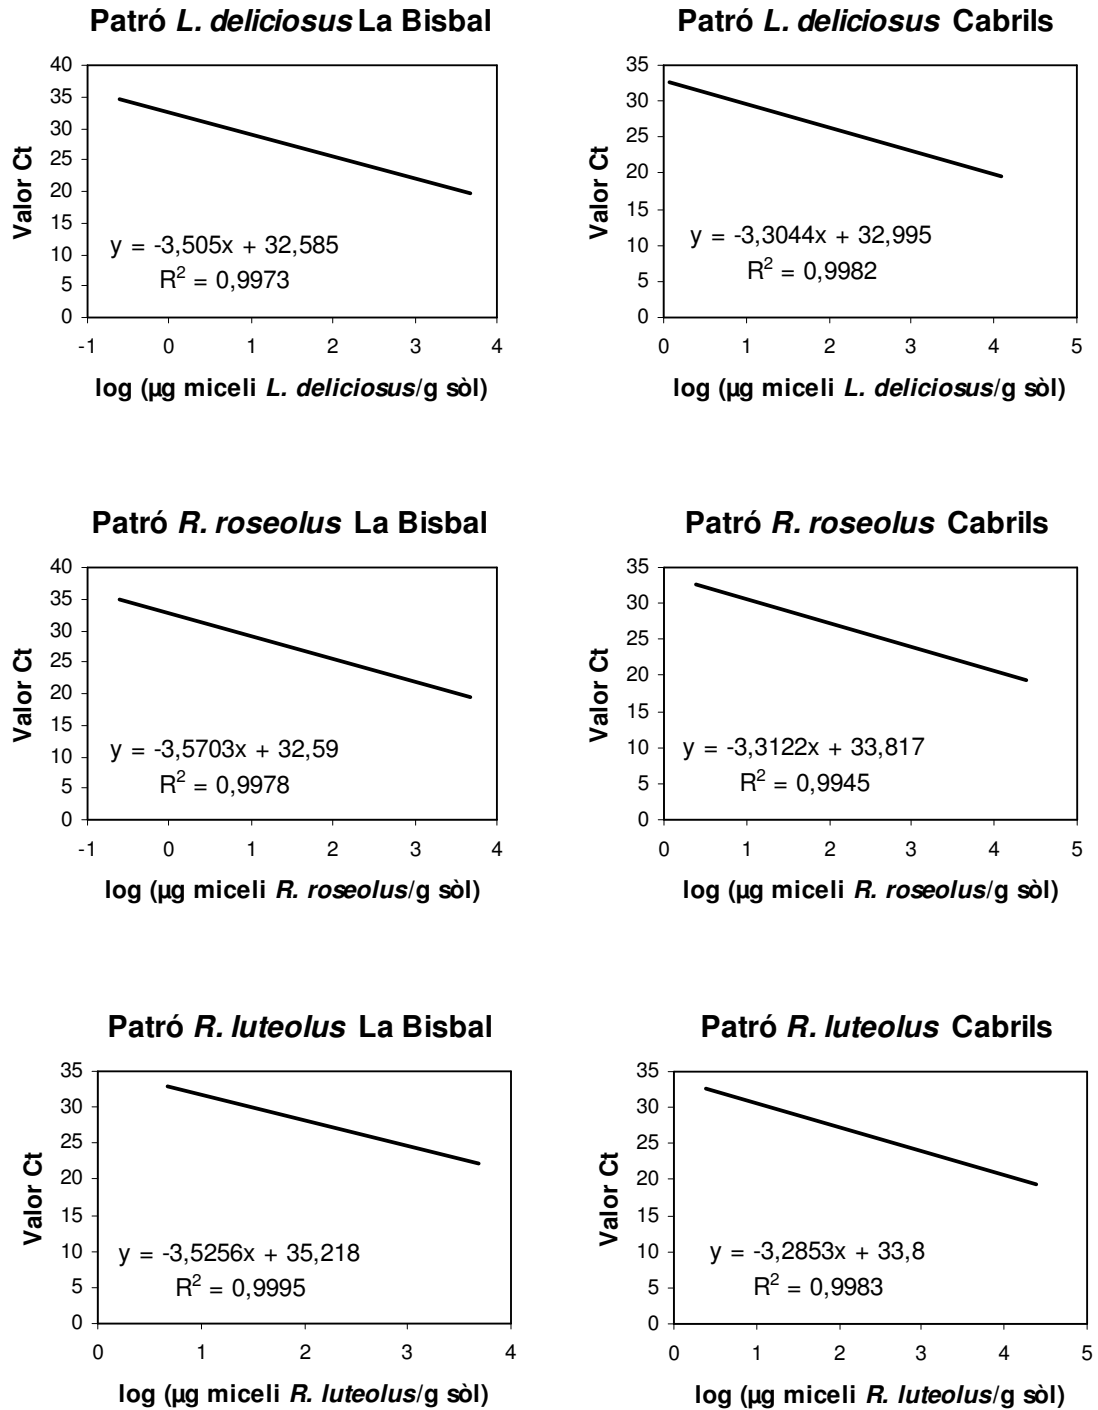 Patró L. deliciosus La Bisbal
40
35
30
25
20
15
10
5
0
Valor Ct
y = -3,505x + 32,585
R² = 0,9973
-1 0 1 2 3 4
log (µg miceli L. deliciosus/g sòl)
Patró L. deliciosus Cabrils
35
30
25
20
15
10
5
0
Valor Ct
y = -3,3044x + 32,995
R² = 0,9982
0 1 2 3 4 5
log (µg miceli L. deliciosus/g sòl)
Patró R. roseolus La Bisbal
40
35
30
25
20
15
10
5
0
Valor Ct
y = -3,5703x + 32,59
R² = 0,9978
-1 0 1 2 3 4
log (µg miceli R. roseolus/g sòl)
Patró R. roseolus Cabrils
35
30
25
20
15
10
5
0
Valor Ct
y = -3,3122x + 33,817
R² = 0,9945
0 1 2 3 4 5
log (µg miceli R. roseolus/g sòl)
Patró R. luteolus La Bisbal
35
30
25
20
15
10
5
0
Valor Ct
y = -3,5256x + 35,218
R² = 0,9995
0 1 2 3 4
log (µg miceli R. luteolus/g sòl)
Patró R. luteolus Cabrils
35
30
25
20
15
10
5
0
Valor Ct
y = -3,2853x + 33,8
R² = 0,9983
0 1 2 3 4 5
log (µg miceli R. luteolus/g sòl)